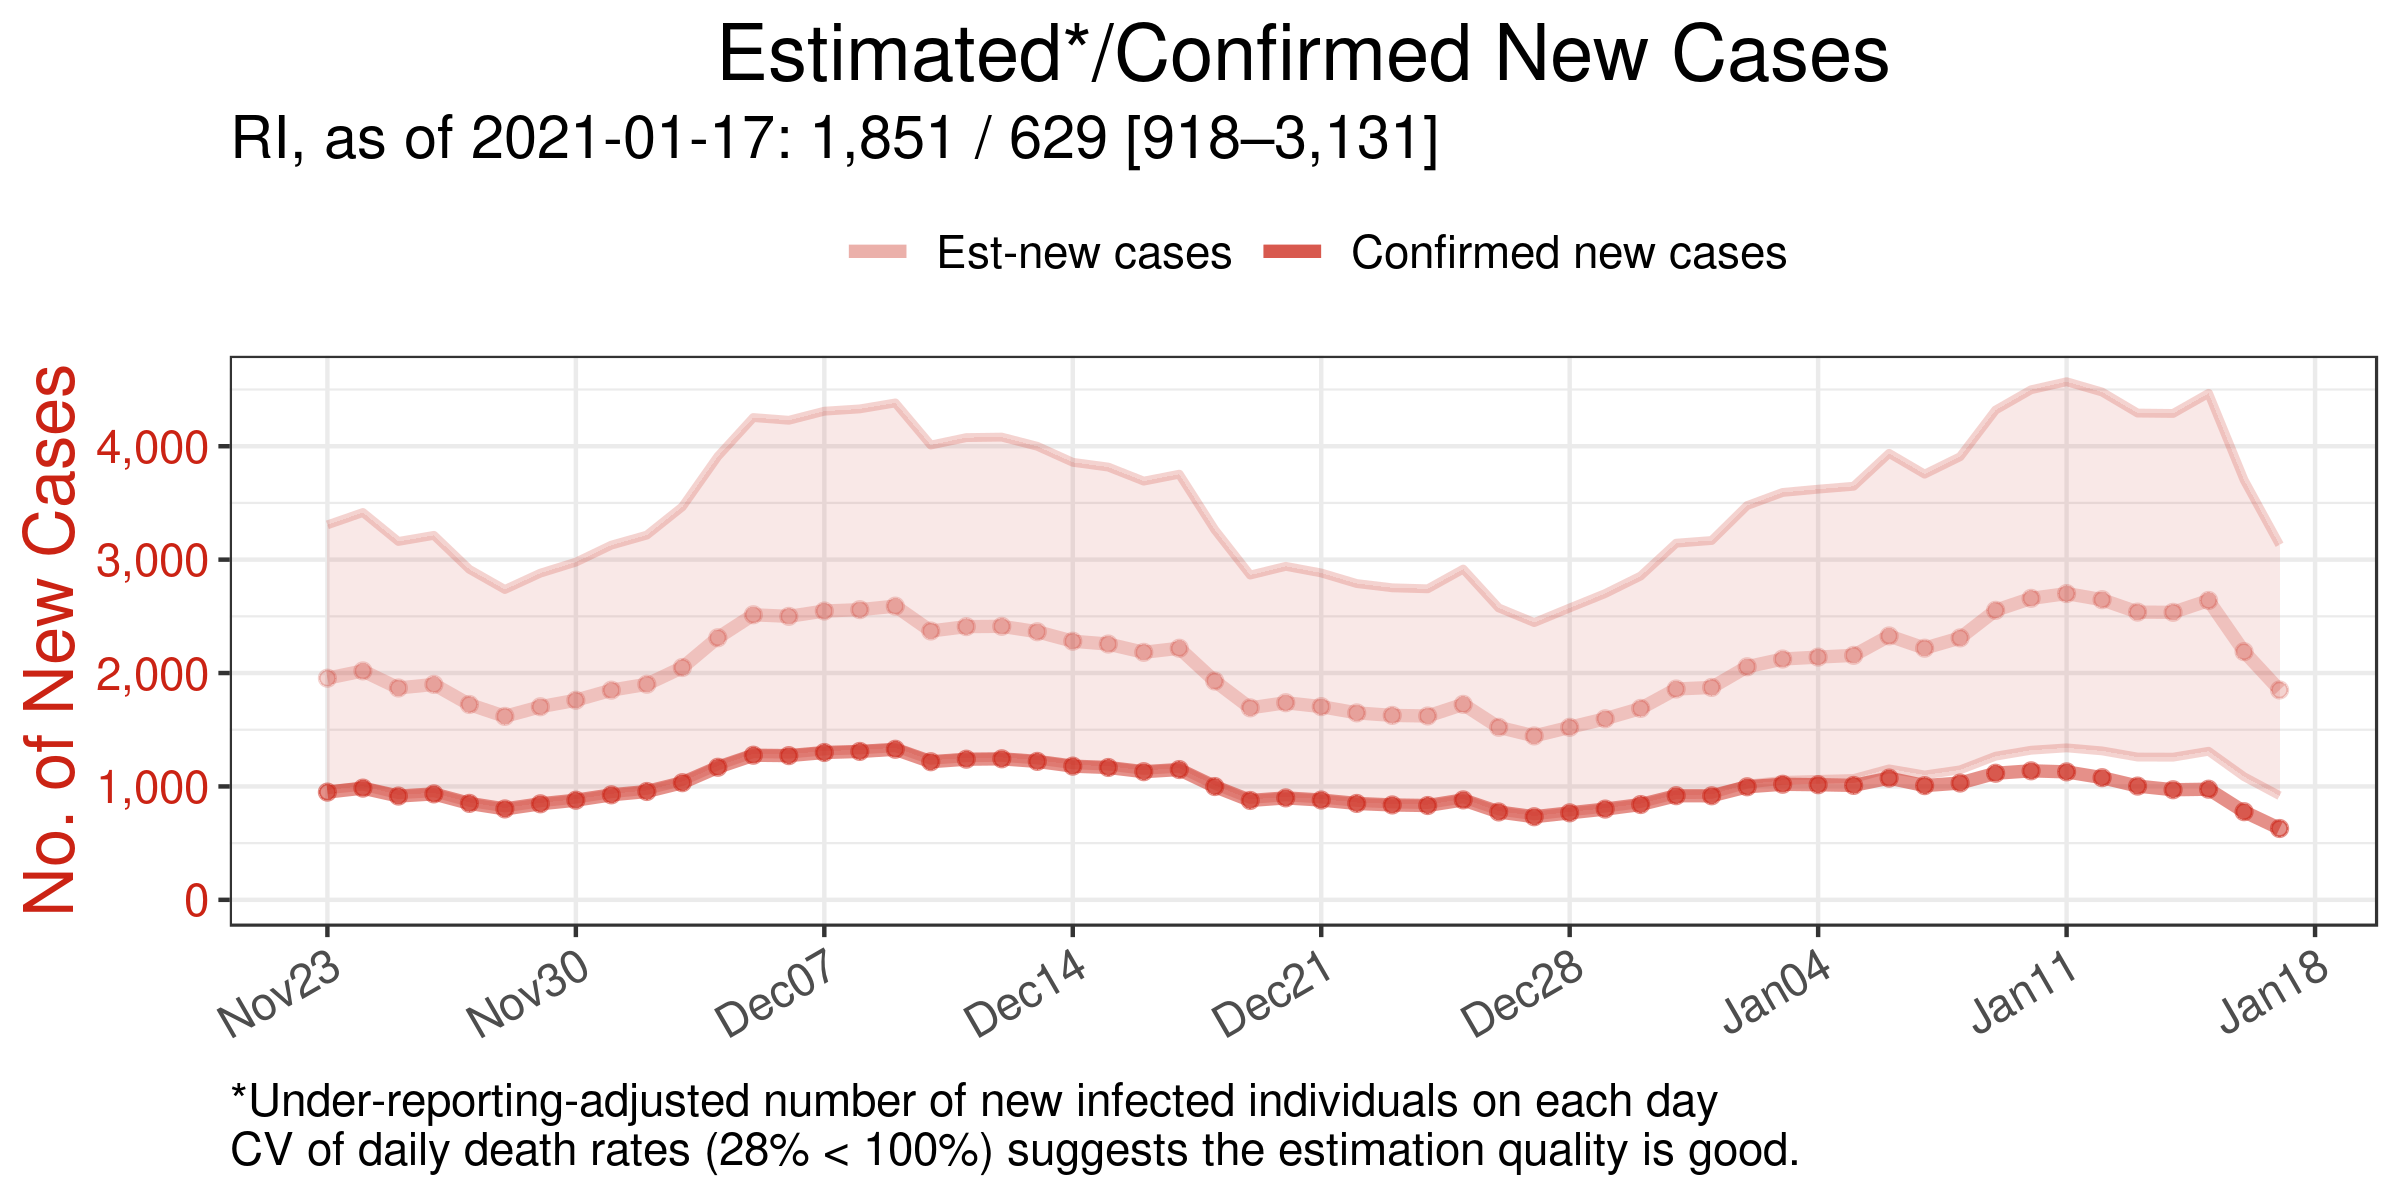 Estimated*/Confirmed New Cases
RI, as of 2021-01-17: 1,851 / 629 [918–3,131]
Est-new cases
Confirmed new cases
No. of New Cases
4,000
3,000
2,000
1,000
0
Nov23
Nov30
Dec07
Dec14
Dec21
Dec28
Jan04
Jan11
Jan18
*Under-reporting-adjusted number of new infected individuals on each day
CV of daily death rates (28% < 100%) suggests the estimation quality is good.